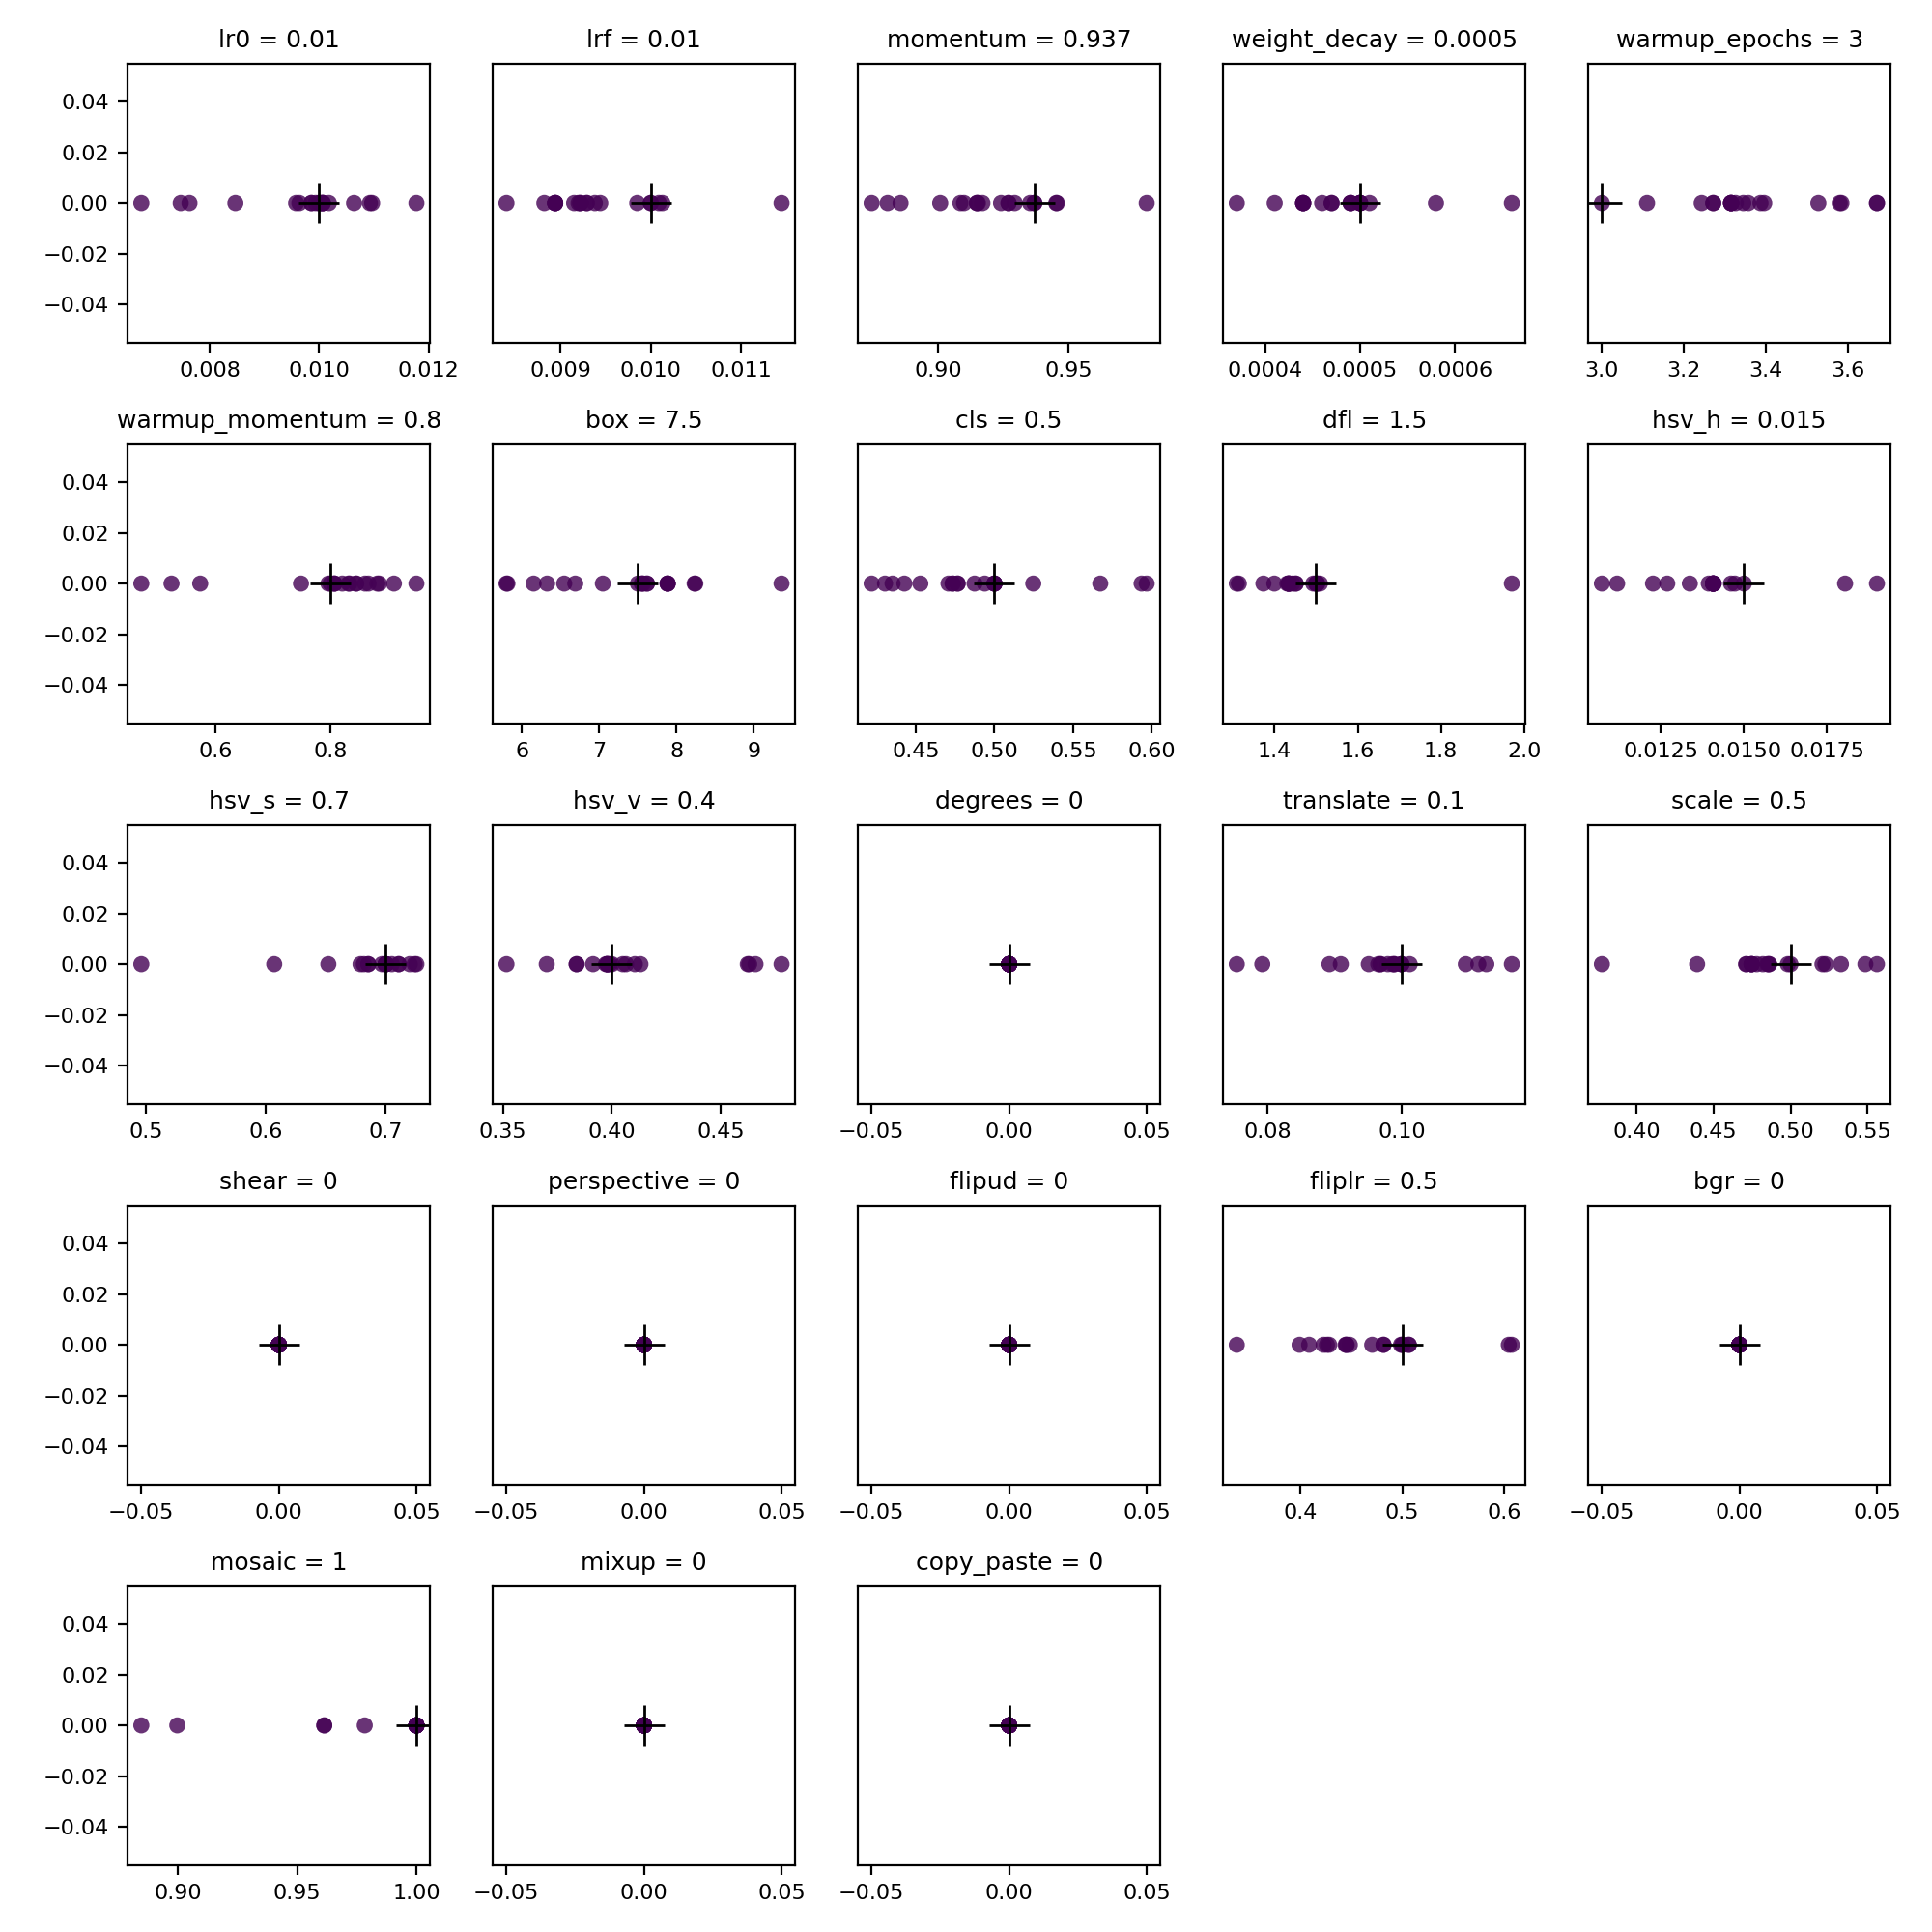 lr0 = 0.01 lrf = 0.01 momentum = 0.937 weight_decay = 0.0005 warmup_epochs = 3
0.04
0.02
0.00
−0.02
−0.04
0.008 0.010 0.012 0.009 0.010 0.011 0.90 0.95 0.0004 0.0005 0.0006 3.0 3.2 3.4 3.6
warmup_momentum = 0.8 box = 7.5 cls = 0.5 dfl = 1.5 hsv_h = 0.015
0.04
0.02
0.00
−0.02
−0.04
0.6 0.8 6 7 8 9 0.45 0.50 0.55 0.60 1.4 1.6 1.8 2.0 0.0125 0.0150 0.0175
hsv_s = 0.7 hsv_v = 0.4 degrees = 0 translate = 0.1 scale = 0.5
0.04
0.02
0.00
−0.02
−0.04
0.5 0.6 0.7 0.35 0.40 0.45 −0.05 0.00 0.05 0.08 0.10 0.40 0.45 0.50 0.55
shear = 0 perspective = 0 flipud = 0 fliplr = 0.5 bgr = 0
0.04
0.02
0.00
−0.02
−0.04
−0.05 0.00 0.05 −0.05 0.00 0.05 −0.05 0.00 0.05 0.4 0.5 0.6 −0.05 0.00 0.05
mosaic = 1 mixup = 0 copy_paste = 0
0.04
0.02
0.00
−0.02
−0.04
0.90 0.95 1.00 −0.05 0.00 0.05 −0.05 0.00 0.05